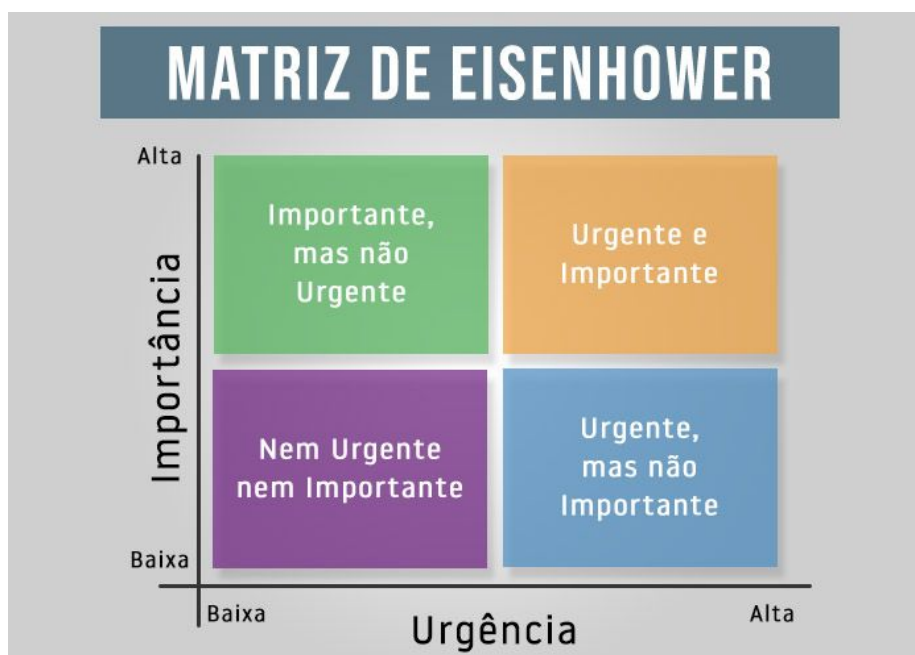 MATRIZ DE EISENHOWER
Alta
Importância
Importante,
mas não
Urgente
Urgente e
Importante
Nem Urgente
nem Importante
Urgente,
mas não
Importante
Baixa
Baixa
Urgência
Alta